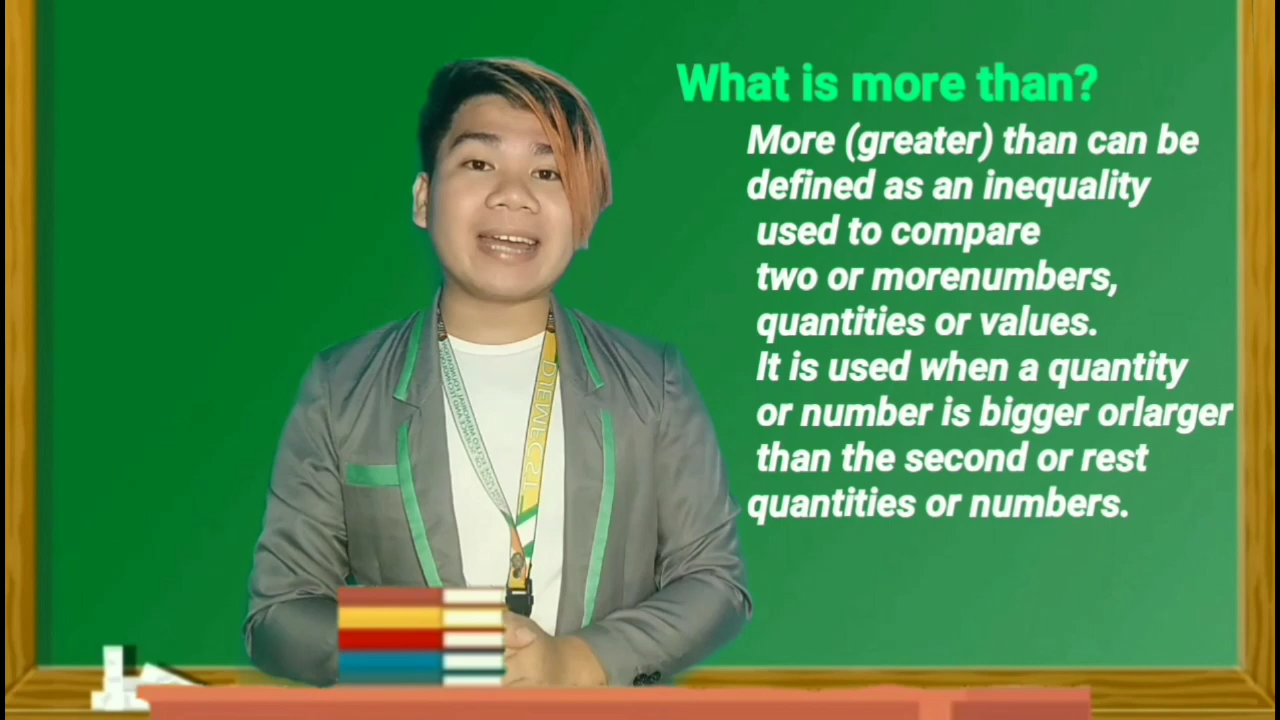 What is more than?
More (greater) than can be
defined as an inequality
used to compare
two or morenumbers,
quantities or values.
It is used when a quantity
or number is bigger orlarger
than the second or rest
quantities or numbers.